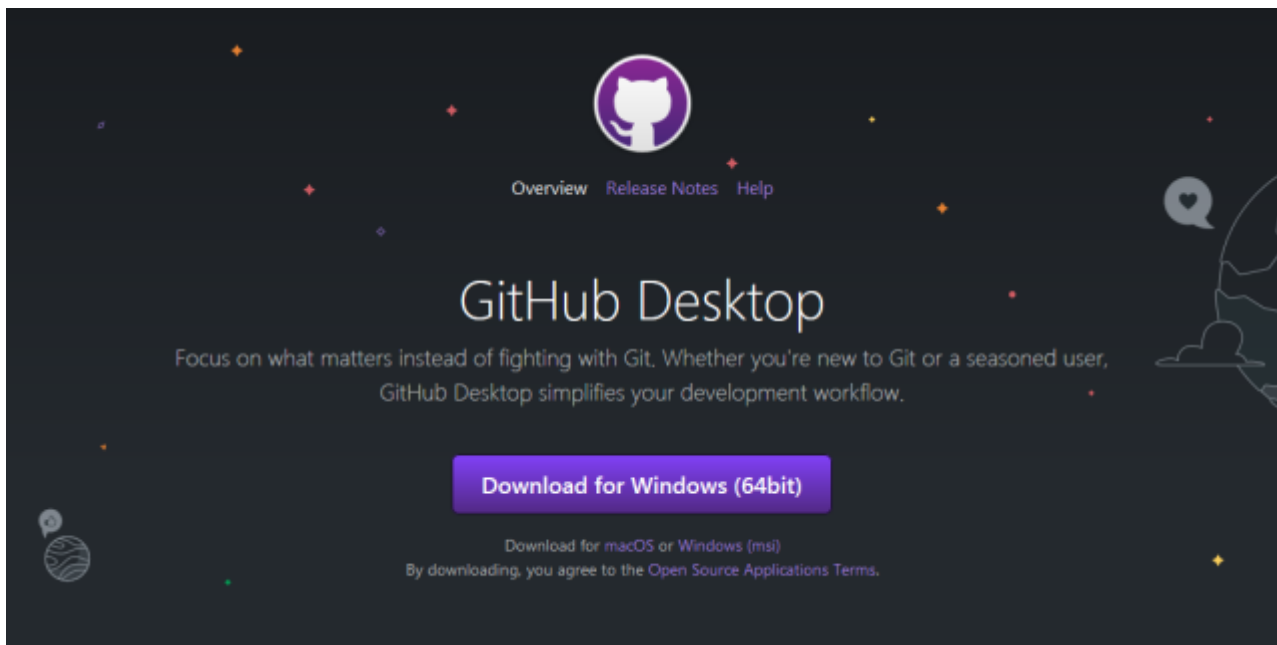 Overview Release Notes Help
GitHub Desktop
Focus on what matters instead of fighting with Git. Whether you're new to Git or a seasoned user,
GitHub Desktop simplifies your development workflow.
Download for Windows (64bit)
Download for macOS or Windows (msi)
By downloading, you agree to the Open Source Applications Terms.